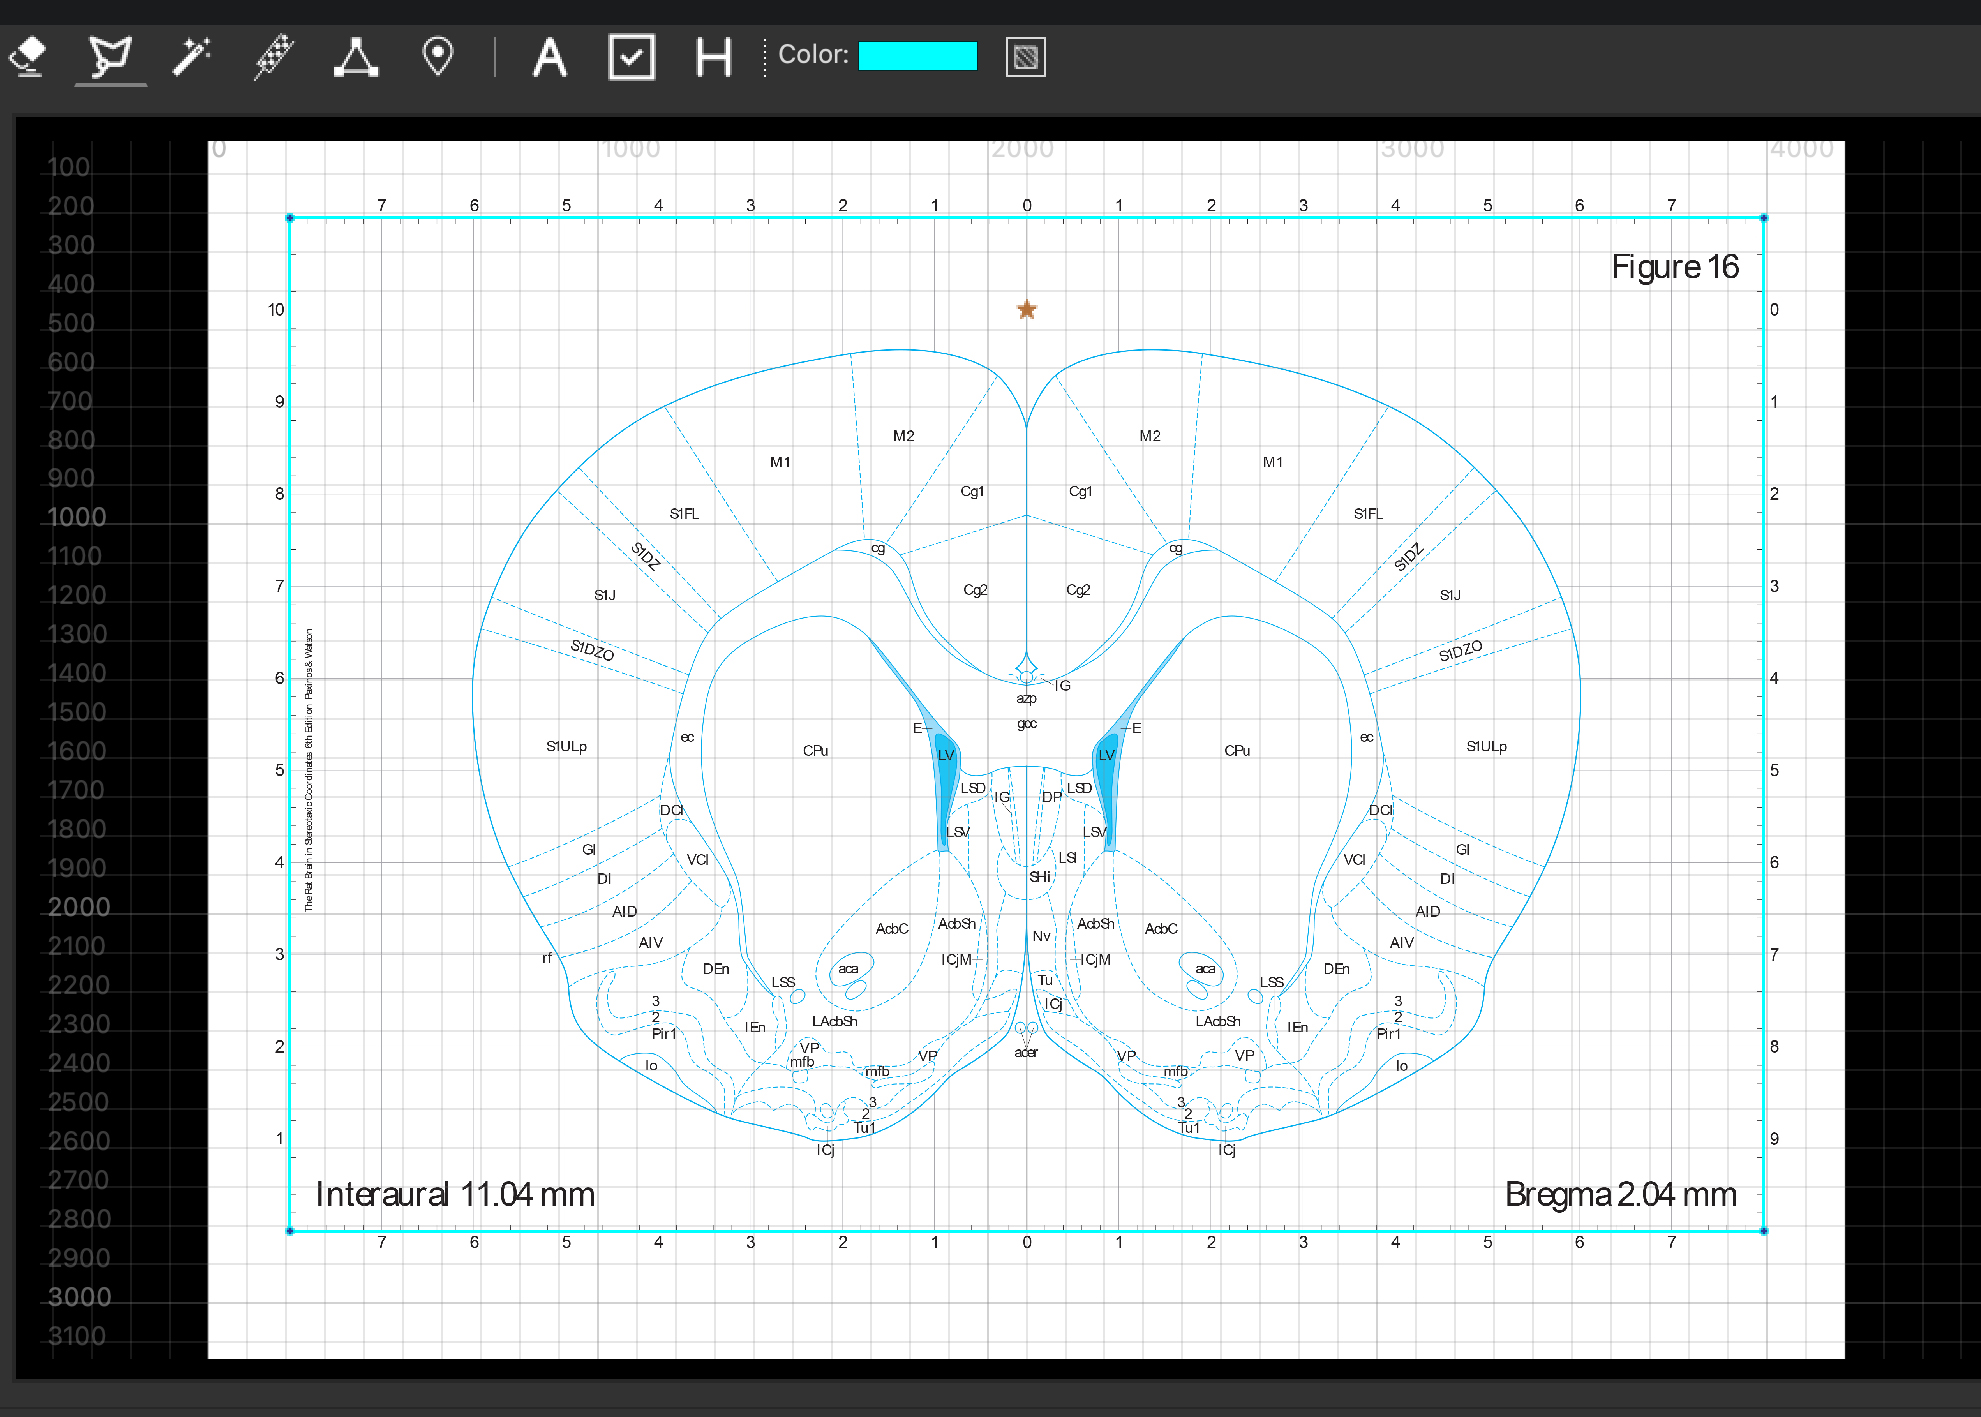 A H Color:
0 1000 2000 3000 4000
100
200
300
400
500
600
700
800
900
1000
1100
1200
1300
1400
1500
1600
1700
1800
1900
2000
2100
2200
2300
2400
2500
2600
2700
2800
2900
3000
3100
7 6 5 4 3 2 1 0 1 2 3 4 5 6 7
Figure 16
10 0
9 1
M2 M2
M1 M1
Cg1 Cg1
8 2
S1FL S1FL
cg cg
S1DZ S1DZ
7 3
Cg2 Cg2
S1J S1J
S1DZO S1DZO
6 4
IG
azp
gcc
E E
ec ec
S1ULp CPu LV LV CPu S1ULp
5 5
LSD IG DP LSD
DCl DCl
LSV LSV
GI GI
LSI
VCl VCl
4 6
DI SHi DI
AID AID
AcbC AcbSh AcbSh AcbC
Nv
AIV AIV
3 7
rf ICjM ICjM
DEn aca aca DEn
LSS Tu LSS
3 ICj 3
2 2
LAcbSh LAcbSh
IEn IEn
Pir1 Pir1
2 8
VP acer VP
mfb VP VP
lo mfb mfb lo
3 3
2 2
Tu1 Tu1
1 9
ICj ICj
The Rat Brain in Stereotaxic Coordinates 6th Edition Paxinos & Watson
Interaural 11.04 mm Bregma 2.04 mm
7 6 5 4 3 2 1 0 1 2 3 4 5 6 7